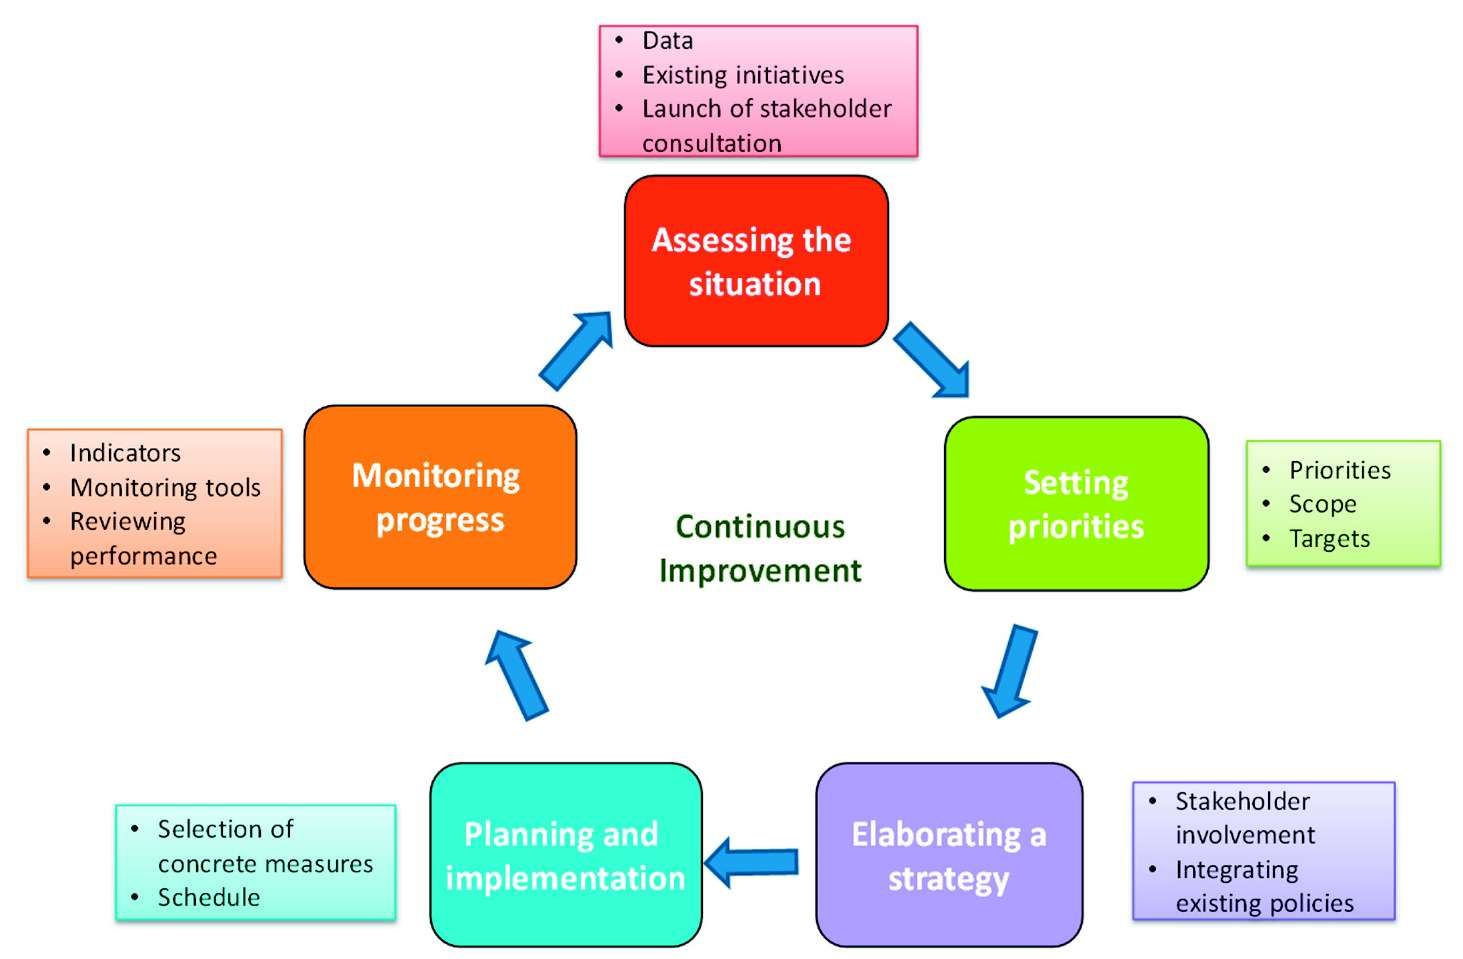 • Data
• Existing initiatives
• Launch of stakeholder
consultation
Assessing the
situation
• Indicators
• Monitoring tools
• Reviewing
performance
Monitoring
progress
Continuous
Improvement
Setting
priorities
• Priorities
• Scope
• Targets
• Selection of
concrete measures
• Schedule
Planning and
implementation
Elaborating a
strategy
• Stakeholder
involvement
• Integrating
existing policies